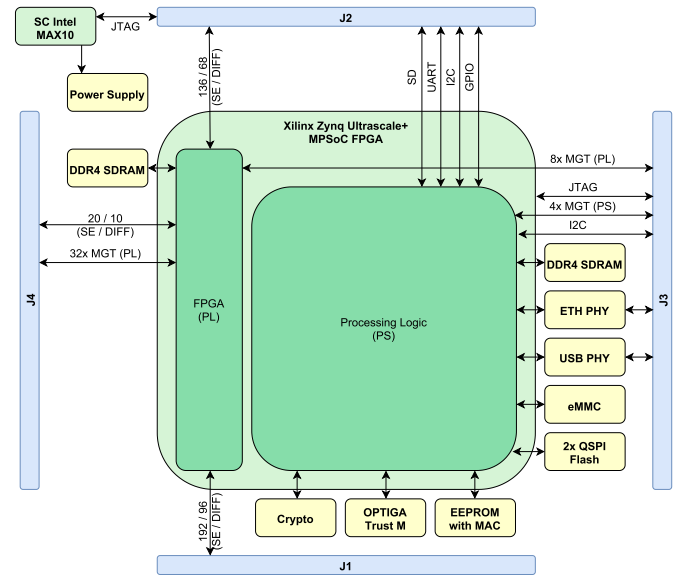 SC Intel
MAX10
JTAG
J2
Power Supply
136 / 68
(SE / DIFF)
SD
UART
I2C
GPIO
Xilinx Zynq Ultrascale+
MPSoC FPGA
DDR4 SDRAM
8x MGT (PL)
JTAG
4x MGT (PS)
I2C
20 / 10
(SE / DIFF)
32x MGT (PL)
J4
FPGA
(PL)
Processing Logic
(PS)
DDR4 SDRAM
ETH PHY
USB PHY
eMMC
2x QSPI
Flash
J3
192 / 96
(SE / DIFF)
Crypto
OPTIGA
Trust M
EEPROM
with MAC
J1